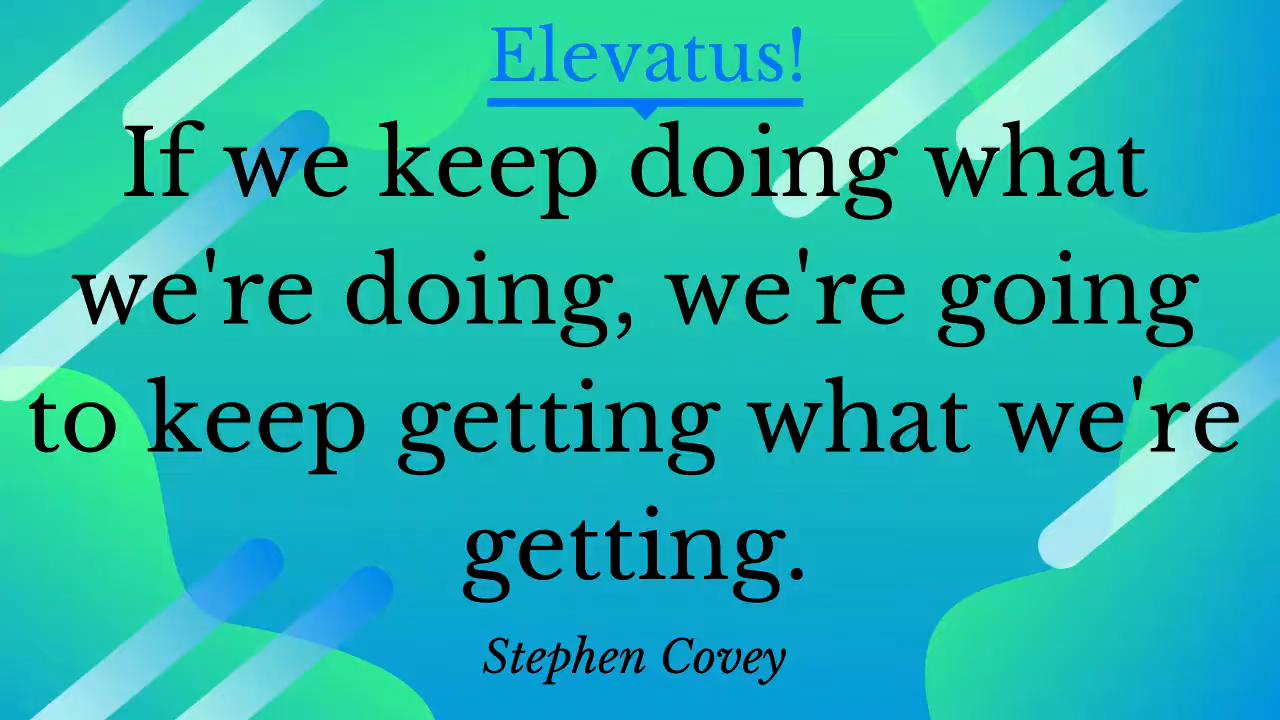 Elevatus!
If we keep doing what
we're doing, we're going
to keep getting what we're
getting.
Stephen Covey